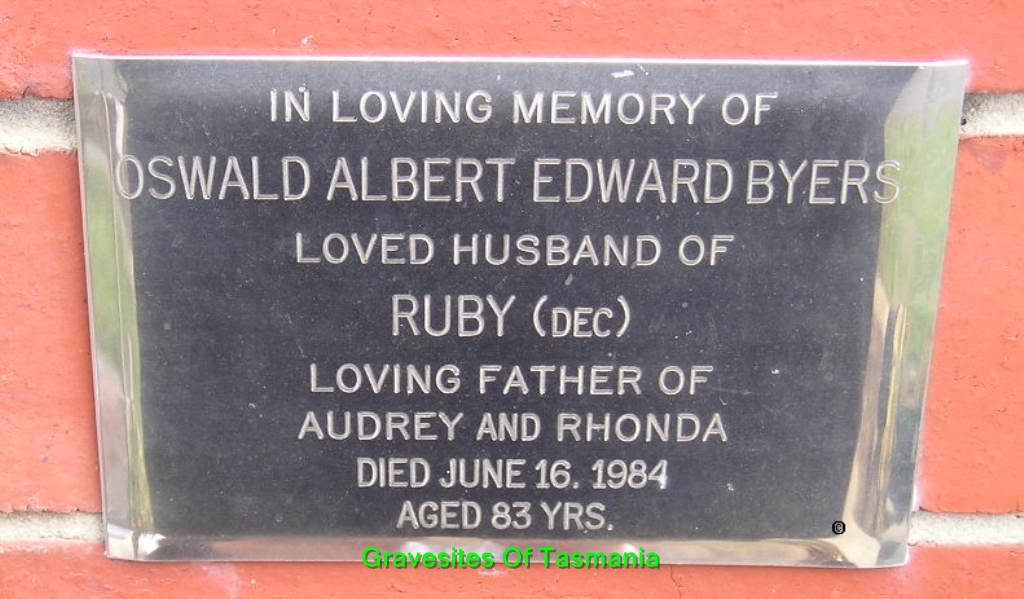 IN LOVING MEMORY OF
OSWALD ALBERT EDWARD BYERS
LOVED HUSBAND OF
RUBY (DEC)
LOVING FATHER OF
AUDREY AND RHONDA
DIED JUNE 16. 1984
AGED 83 YRS.
©
Gravesites Of Tasmania